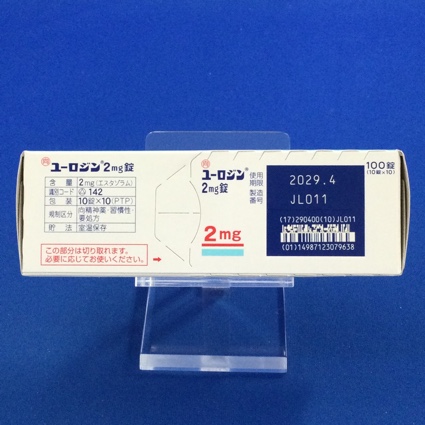 向 ユーロジン®2mg錠
含量 2mg(エスタゾラム)
識別コード 142
包装 10錠×10(PTP)
規制区分 向精神薬・習慣性・
要処方
貯法 室温保存
この部分は切り取れます。
必要に応じてお使いください。
向 ユーロジン®
2mg錠
2mg
使用
期限
製造
番号
2029.4
JL011
(17)290400(10)JL011
(01)14987123079638
100錠
(10錠×10)